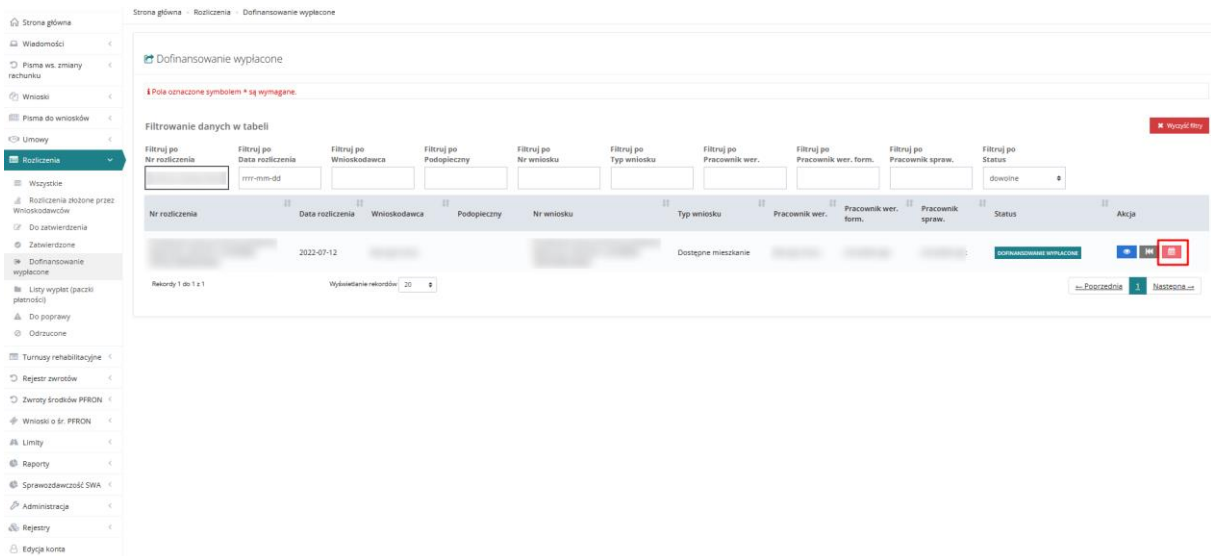 Strona główna - Rozliczenia - Dofinansowanie wypłacone
Strona główna
Wiadomości
Pisma ws. zmiany
rachunku
Wnioski
Pisma do wniosków
Umowy
Rozliczenia
Wszystkie
Rozliczenia złożone przez
Wnioskodawców
Do zatwierdzenia
Zatwierdzone
Dofinansowanie
wypłacone
Listy wypłat (paczki
płatności)
Do poprawy
Odrzucone
Turnusy rehabilitacyjne
Rejestr zwrotów
Zwroty środków PFRON
Wnioski o śr. PFRON
Limity
Raporty
Sprawozdawczość SWA
Administracja
Rejestry
Edycja konta
Dofinansowanie wypłacone
Pola oznaczone symbolem * są wymagane.
Filtrowanie danych w tabeli
Wyczyść filtry
Filtruj po Filtruj po Filtruj po Filtruj po Filtruj po Filtruj po Filtruj po Filtruj po Filtruj po Filtruj po
Nr rozliczenia Data rozliczenia Wnioskodawca Podopieczny Nr wniosku Typ wniosku Pracownik wer. Pracownik wer. form. Pracownik spraw. Status
rrrr-mm-dd dowolne
Nr rozliczenia Data rozliczenia Wnioskodawca Podopieczny Nr wniosku Typ wniosku Pracownik wer. Pracownik wer. form. Pracownik spraw. Status Akcja
2022-07-12 Dostępne mieszkanie DOFINANSOWANIE WYPŁACONE
Rekordy 1 do 1 z 1 Wyświetlanie rekordów 20 ← Poprzednia 1 Następna →